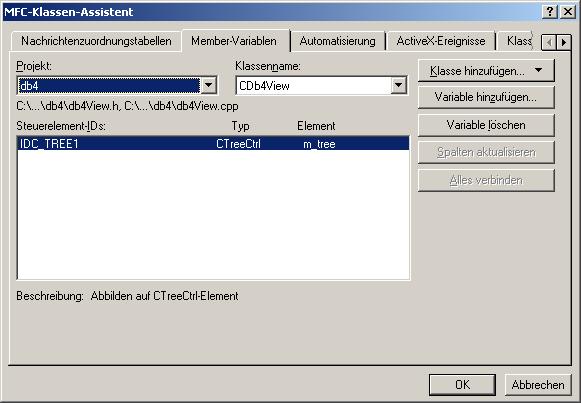 MFC-Klassen-Assistent
Nachrichtenzuordnungstabellen Member-Variablen Automatisierung ActiveX-Ereignisse Klass
Projekt: Klassenname:
db4 CDb4View
Klasse hinzufügen...
C:\...\db4\db4View.h, C:\...\db4\db4View.cpp
Variable hinzufügen...
Steuerelement-IDs: Typ Element
Variable löschen
IDC_TREE1 CTreeCtrl m_tree
Spalten aktualisieren
Alles verbinden
Beschreibung: Abbilden auf CTreeCtrl-Element
OK Abbrechen